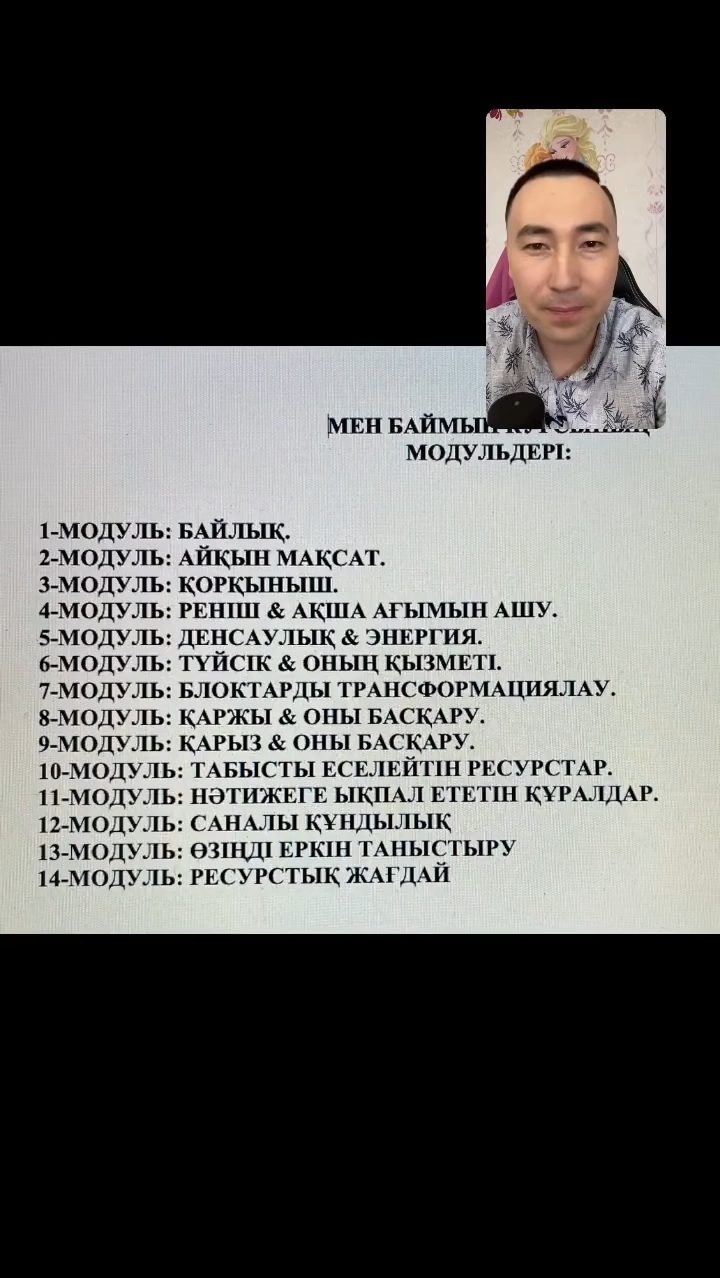 МЕН БАЙМЫН
МОДУЛЬДЕРІ:
1-МОДУЛЬ: БАЙЛЫҚ.
2-МОДУЛЬ: АЙҚЫН МАҚСАТ.
3-МОДУЛЬ: ҚОРҚЫНЫШ.
4-МОДУЛЬ: РЕНІШ & АҚША АҒЫМЫН АШУ.
5-МОДУЛЬ: ДЕНСАУЛЫҚ & ЭНЕРГИЯ.
6-МОДУЛЬ: ТҮЙСІК & ОНЫҢ ҚЫЗМЕТІ.
7-МОДУЛЬ: БЛОКТАРДЫ ТРАНСФОРМАЦИЯЛАУ.
8-МОДУЛЬ: ҚАРЖЫ & ОНЫ БАСҚАРУ.
9-МОДУЛЬ: ҚАРЫЗ & ОНЫ БАСҚАРУ.
10-МОДУЛЬ: ТАБЫСТЫ ЕСЕЛЕЙТІН РЕСУРСТАР.
11-МОДУЛЬ: НӘТИЖЕГЕ ЫҚПАЛ ЕТЕТІН ҚҰРАЛДАР.
12-МОДУЛЬ: САНАЛЫ ҚҰНДЫЛЫҚ
13-МОДУЛЬ: ӨЗІҢДІ ЕРКІН ТАНЫСТЫРУ
14-МОДУЛЬ: РЕСУРСТЫҚ ЖАҒДАЙ